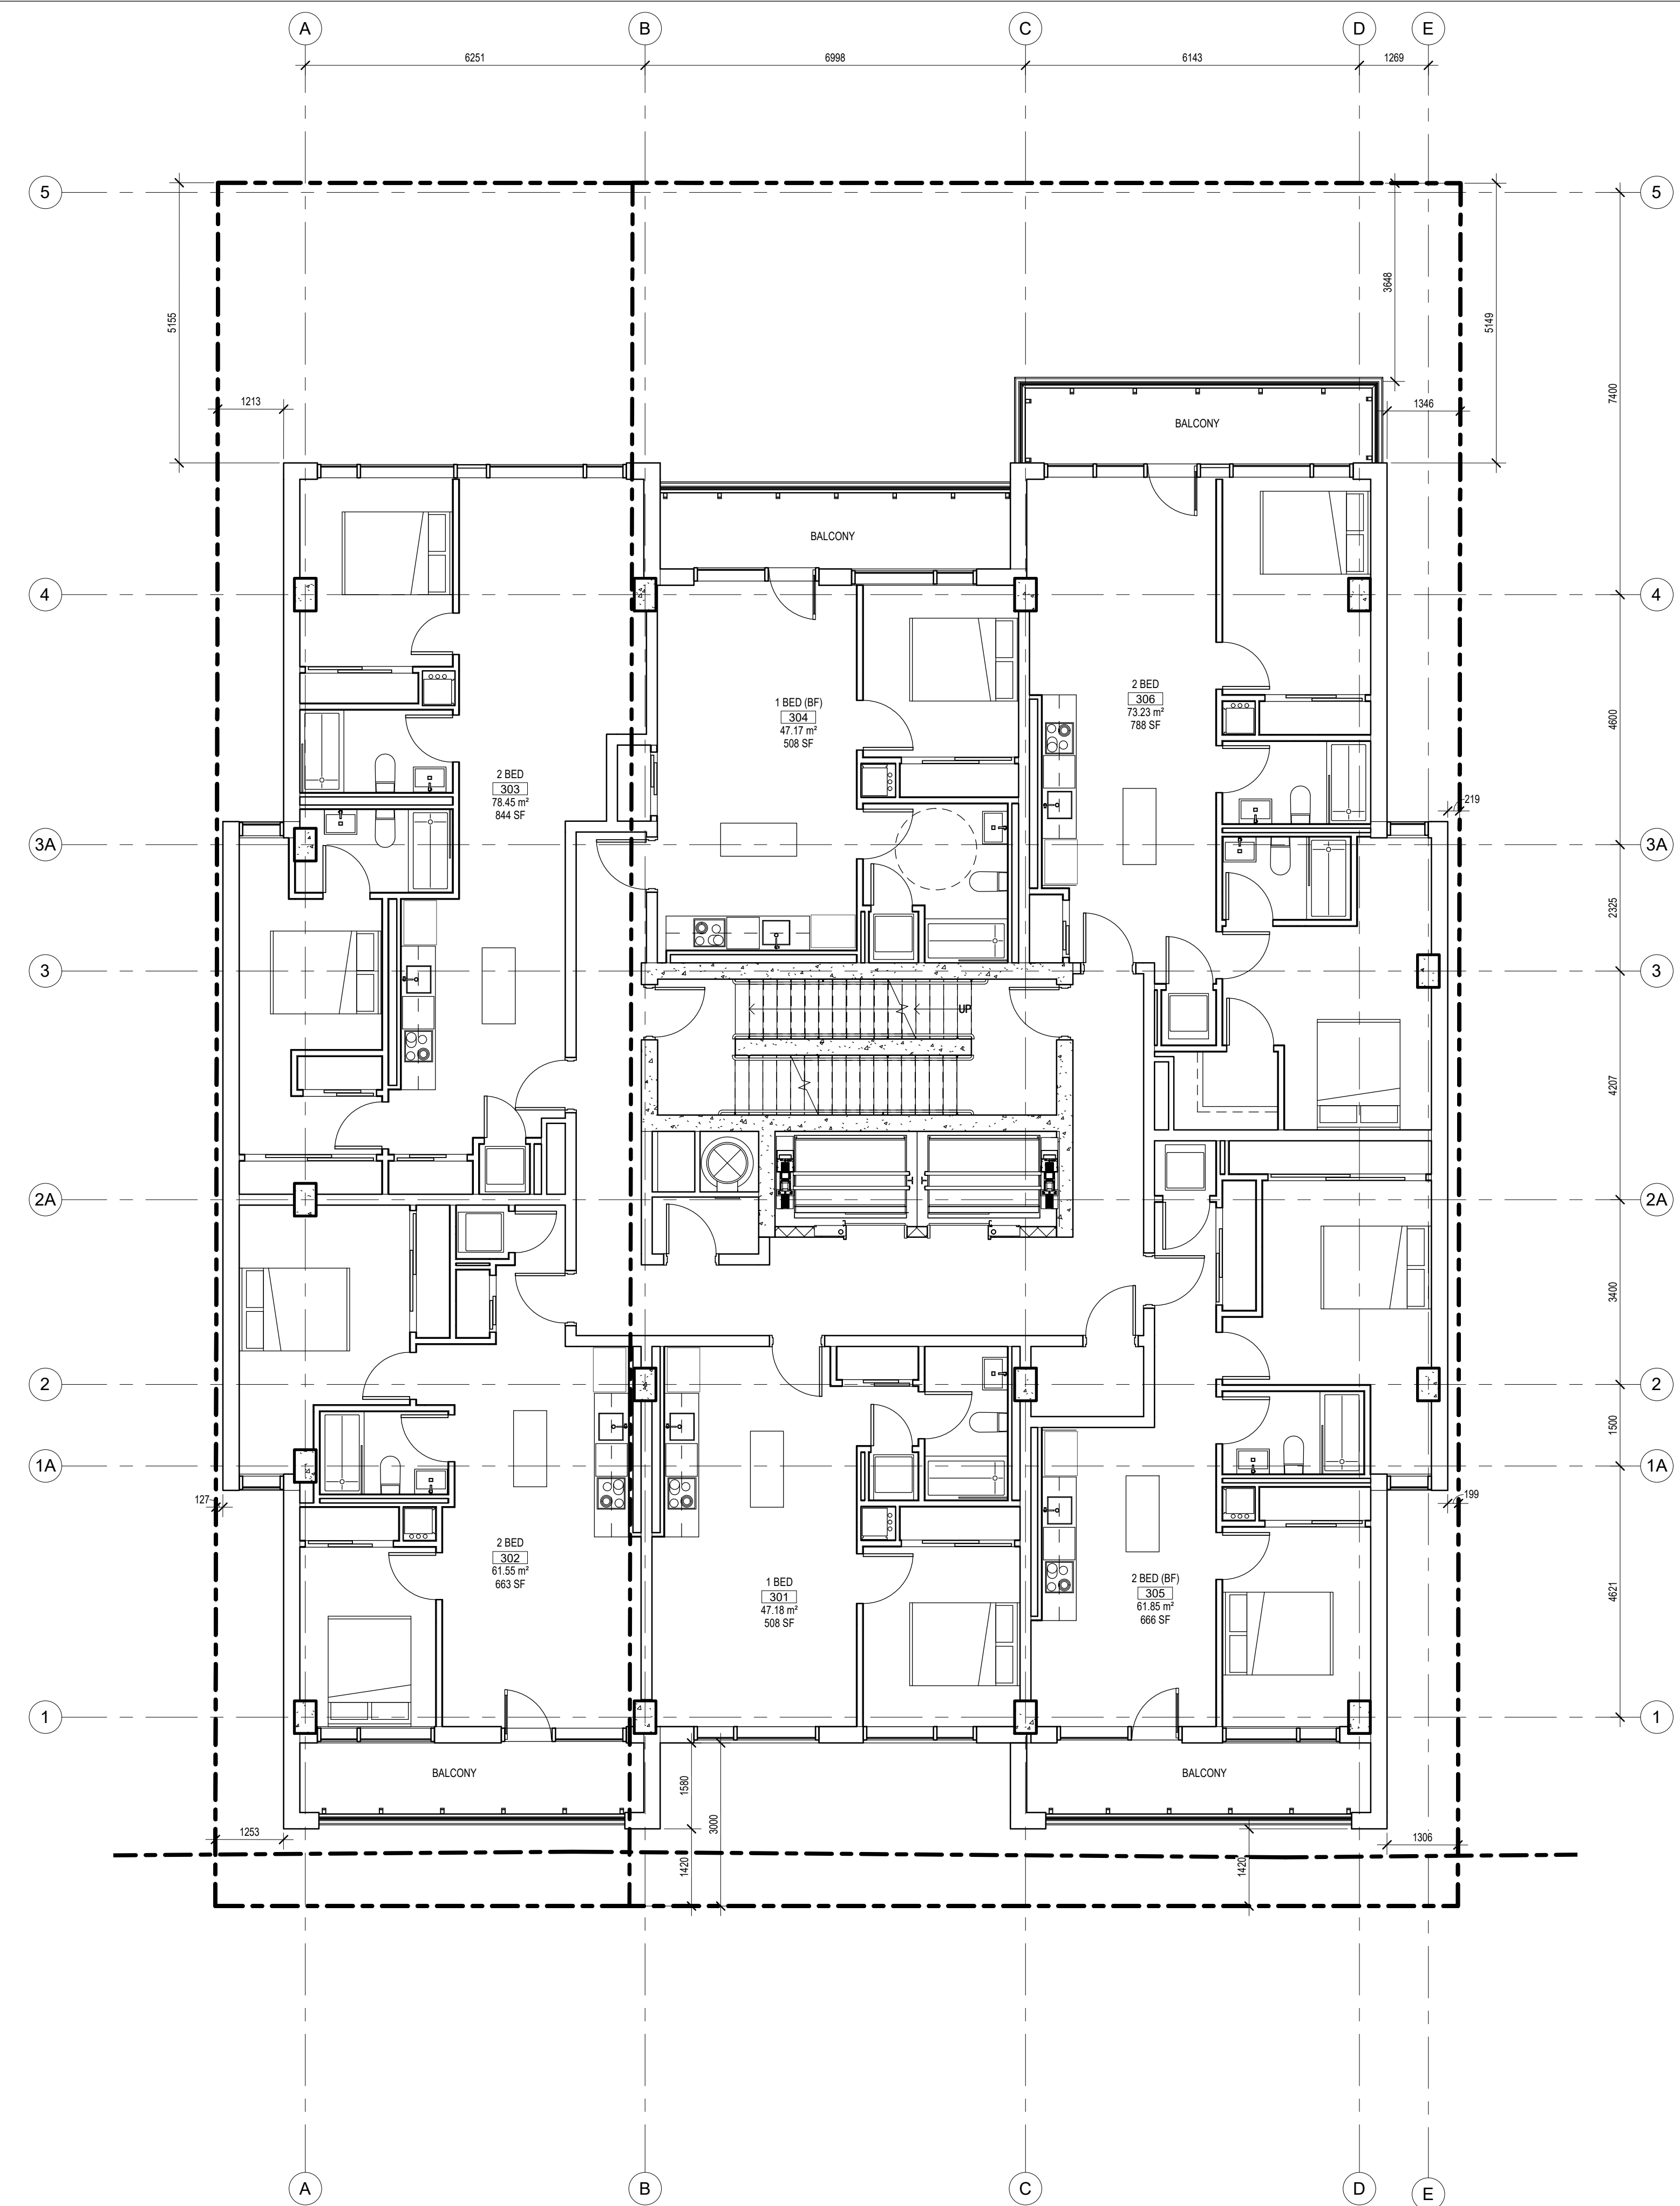 A
B
C
D
E
6251
6998
6143
1269
5
5
5155
3648
5149
7400
1213
1346
BALCONY
BALCONY
4
4
2 BED
306
73.23 m²
788 SF
1 BED (BF)
304
47.17 m²
508 SF
4600
2 BED
303
78.45 m²
844 SF
219
3A
3A
2325
3
3
UP
4207
2A
2A
3400
2
2
1500
1A
1A
127
199
2 BED
302
61.55 m²
663 SF
1 BED
301
47.18 m²
508 SF
2 BED (BF)
305
61.85 m²
666 SF
4621
1
1
BALCONY
BALCONY
1580
3000
1253
1306
1420
1420
A
B
C
D
E